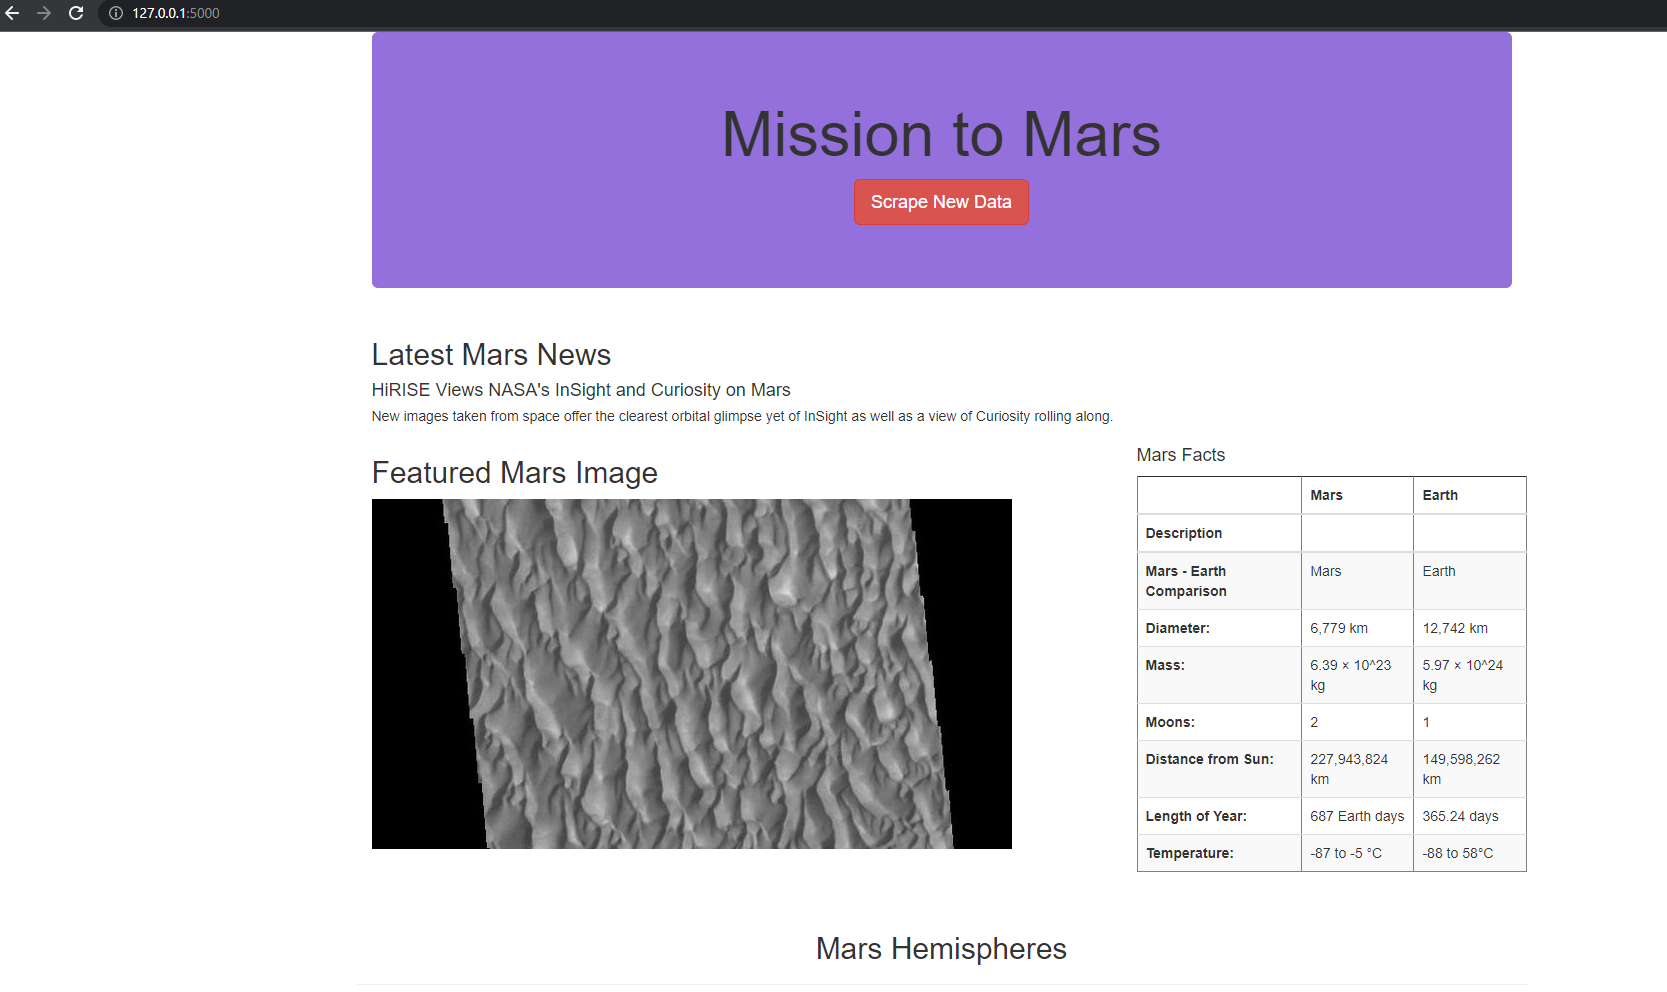 127.0.0.1:5000
Mission to Mars
Scrape New Data
Latest Mars News
HiRISE Views NASA's InSight and Curiosity on Mars
New images taken from space offer the clearest orbital glimpse yet of InSight as well as a view of Curiosity rolling along.
Featured Mars Image
Mars Facts
Mars Earth
Description
Mars - Earth Mars Earth
Comparison
Diameter: 6,779 km 12,742 km
Mass: 6.39 × 10^23 5.97 × 10^24
kg kg
Moons: 2 1
Distance from Sun: 227,943,824 149,598,262
km km
Length of Year: 687 Earth days 365.24 days
Temperature: -87 to -5 °C -88 to 58°C
Mars Hemispheres